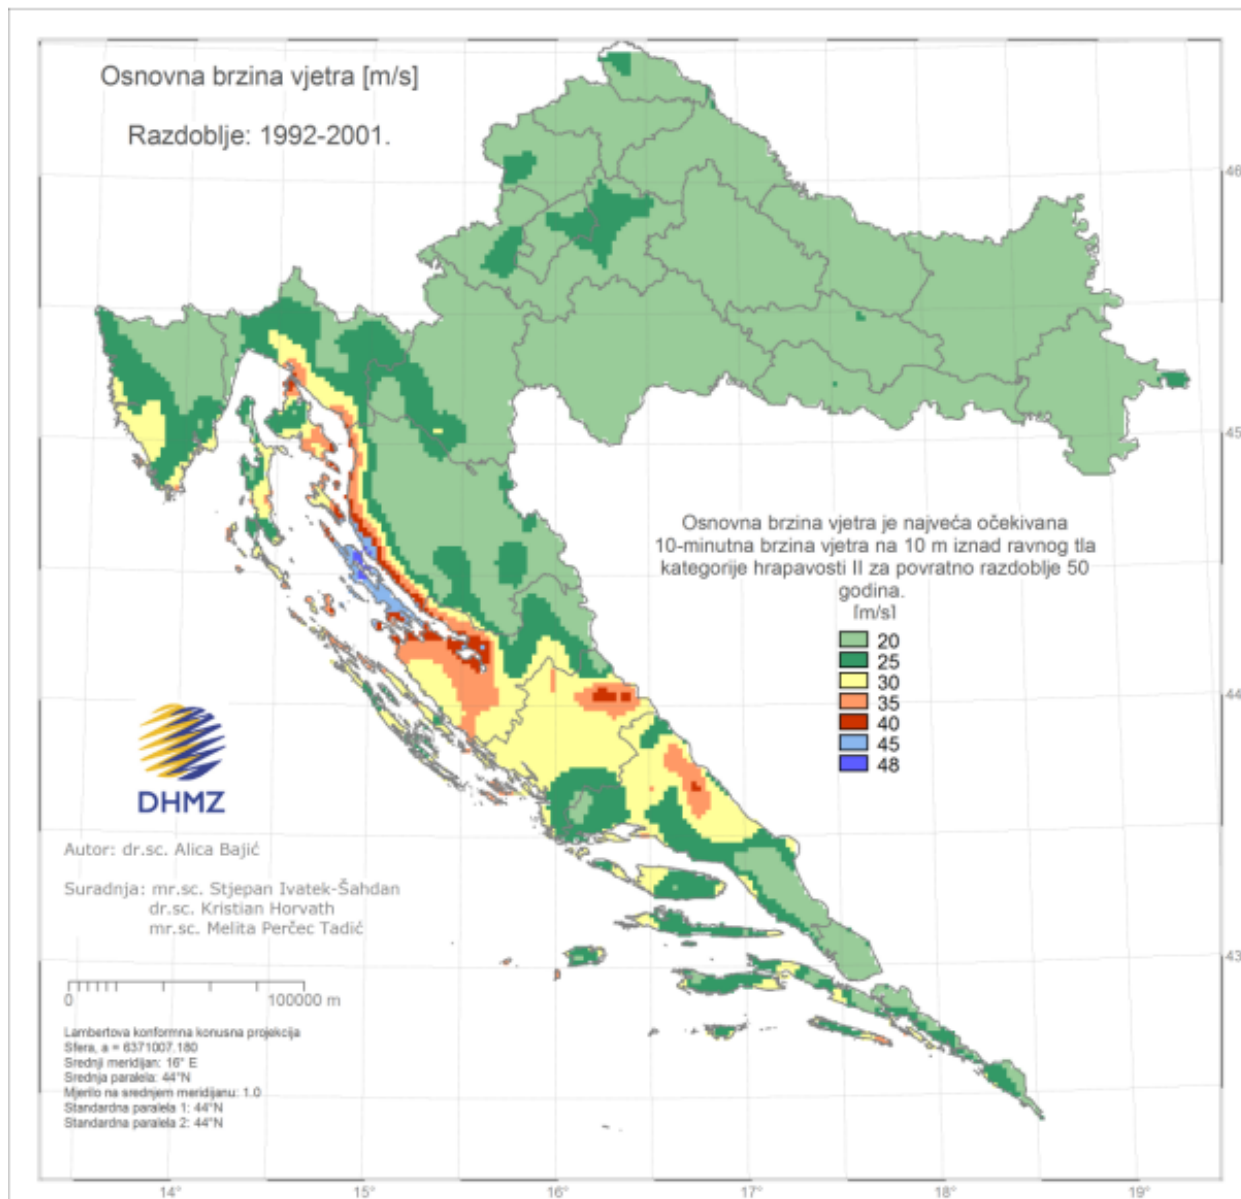 Osnovna brzina vjetra [m/s]
Razdoblje: 1992-2001.
46
45
Osnovna brzina vjetra je najveća očekivana
10-minutna brzina vjetra na 10 m iznad ravnog tla
kategorije hrapavosti II za povratno razdoblje 50
godina.
[m/s]
20
25
30
35
40
45
48
44
DHMZ
Autor: dr.sc. Alica Bajić
Suradnja: mr.sc. Stjepan Ivatek-Šahdan
dr.sc. Kristian Horvath
mr.sc. Melita Perčec Tadić
43
0
100000 m
Lambertova konformna konusna projekcija
Sfera, a = 6371007.180
Srednji meridijan: 16° E
Srednja paralela: 44°N
Mjerilo na srednjem meridijanu: 1.0
Standardna paralela 1: 44°N
Standardna paralela 2: 44°N
14° 15° 16° 17° 18° 19°